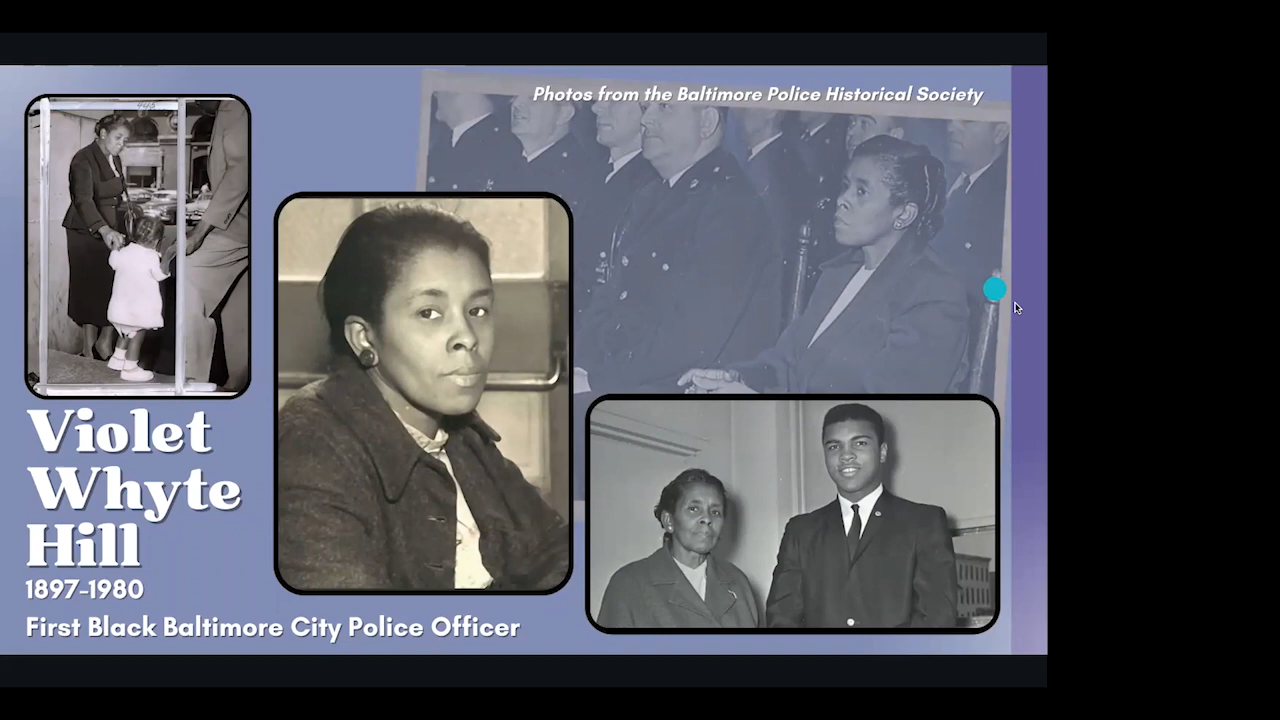 Photos from the Baltimore Police Historical Society
Violet
Whyte
Hill
1897-1980
First Black Baltimore City Police Officer